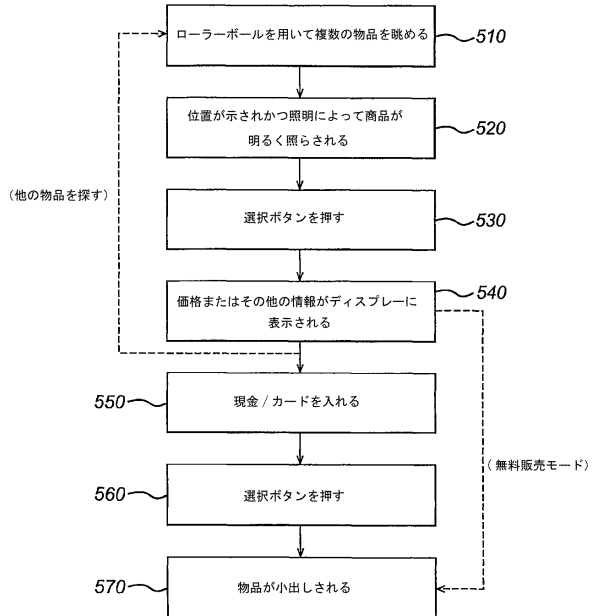 ローラーボールを用いて複数の物品を眺める
510
位置が示されかつ照明によって商品が
明るく照らされる
520
(他の物品を探す)
選択ボタンを押す
530
価格またはその他の情報がディスプレーに
表示される
540
550
現金/カードを入れる
(無料販売モード)
560
選択ボタンを押す
570
物品が小出しされる